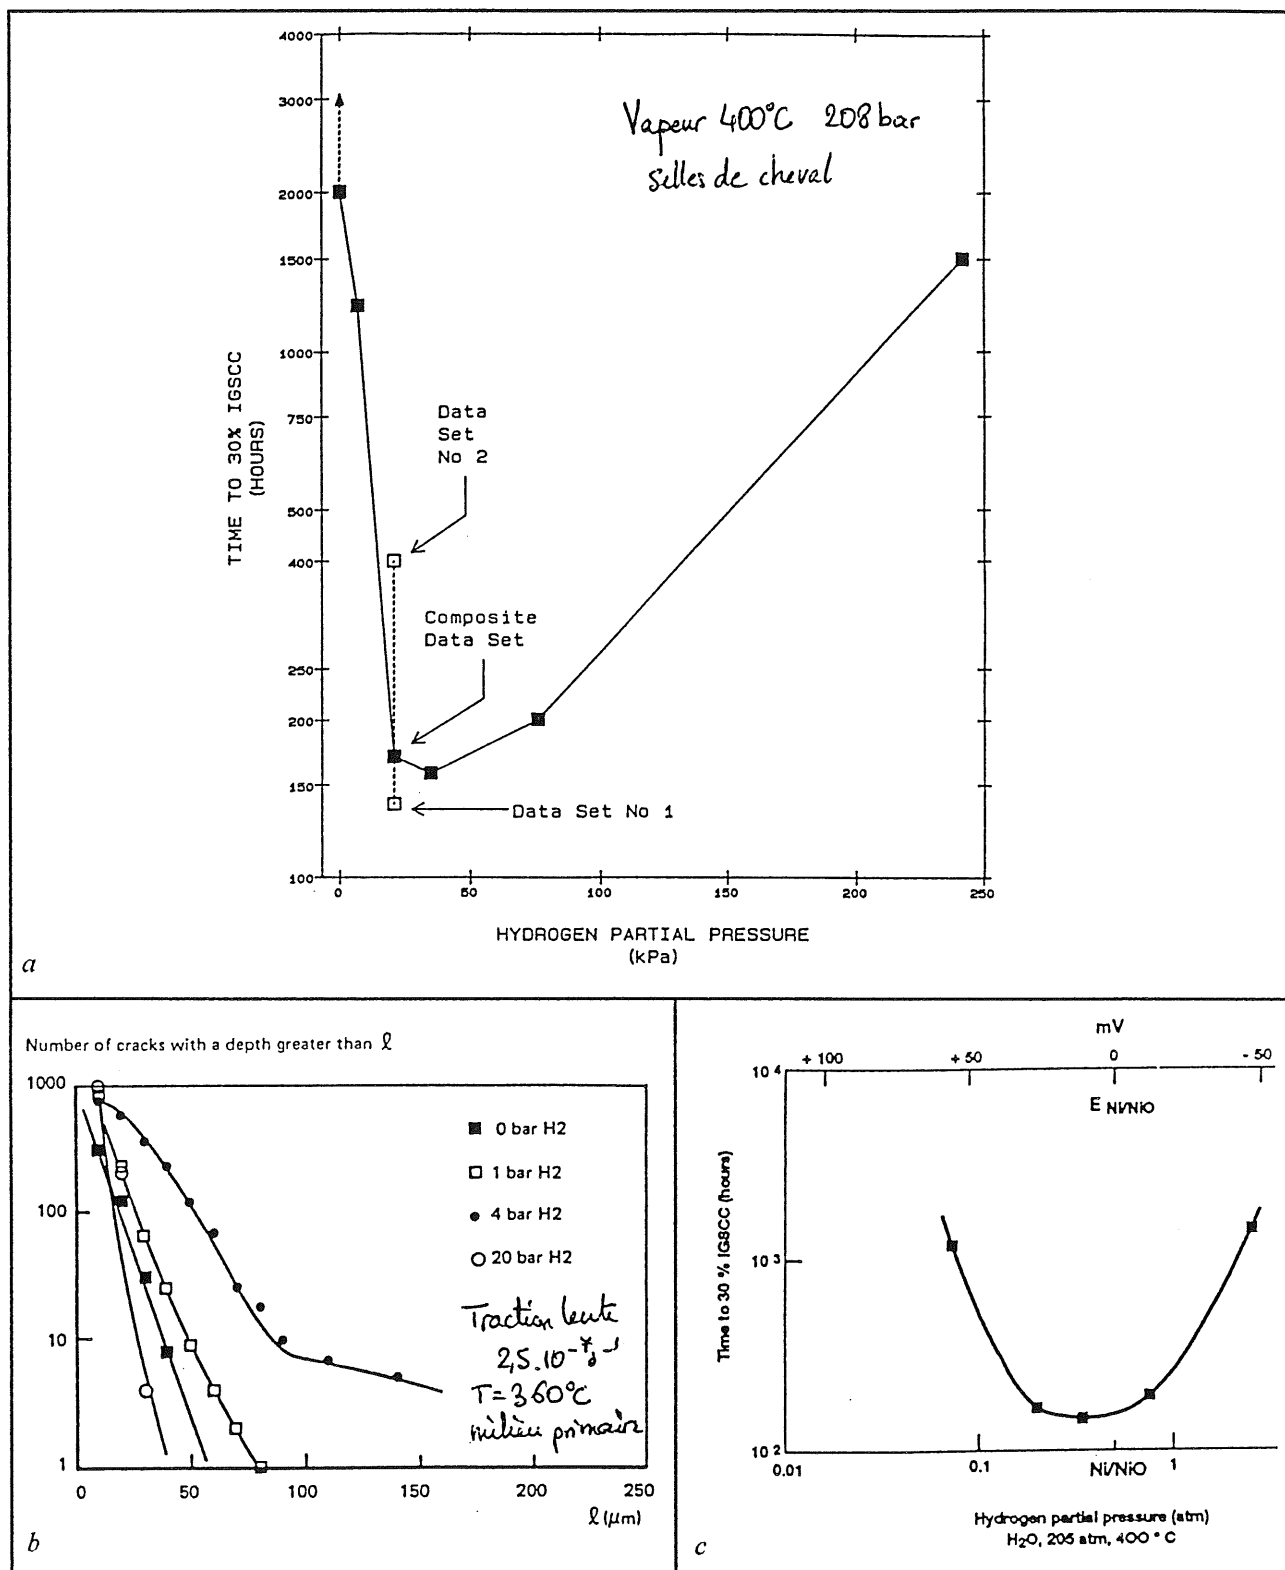 4000
3000
2000
1500
1000
750
500
400
250
200
150
100
TIME TO 30% IGSCC
(HOURS)
Vapeur 400°C 208 bar
Selles de cheval
Data
Set
No 2
Composite
Data Set
Data Set No 1
0 50 100 150 200 250
HYDROGEN PARTIAL PRESSURE
(kPa)
a
Number of cracks with a depth greater than ℓ
1000
100
10
1
0 bar H2
1 bar H2
4 bar H2
20 bar H2
Traction lente
T=360°C
milieu primaire
0 50 100 150 200 250
ℓ (μm)
b
mV
+ 100 + 50 0 - 50
E Ni/NiO
10⁴
10³
10²
Time to 30 % IGSCC (hours)
0.01 0.1 Ni/NiO 1
Hydrogen partial pressure (atm)
H₂O, 205 atm, 400 ° C
c